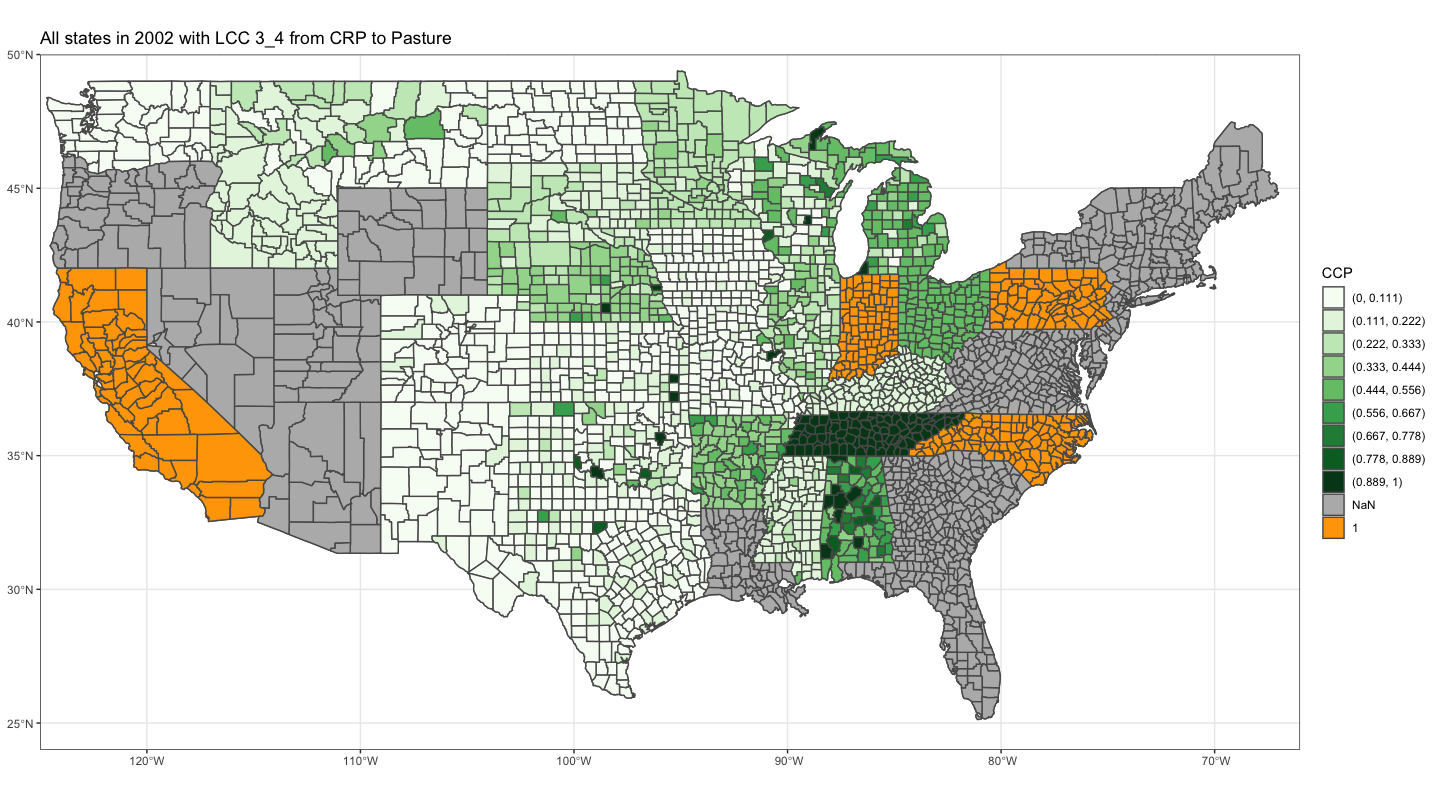 All states in 2002 with LCC 3_4 from CRP to Pasture
50°N
45°N
40°N
35°N
30°N
25°N
120°W
110°W
100°W
90°W
80°W
70°W
CCP
(0, 0.111)
(0.111, 0.222)
(0.222, 0.333)
(0.333, 0.444)
(0.444, 0.556)
(0.556, 0.667)
(0.667, 0.778)
(0.778, 0.889)
(0.889, 1)
NaN
1